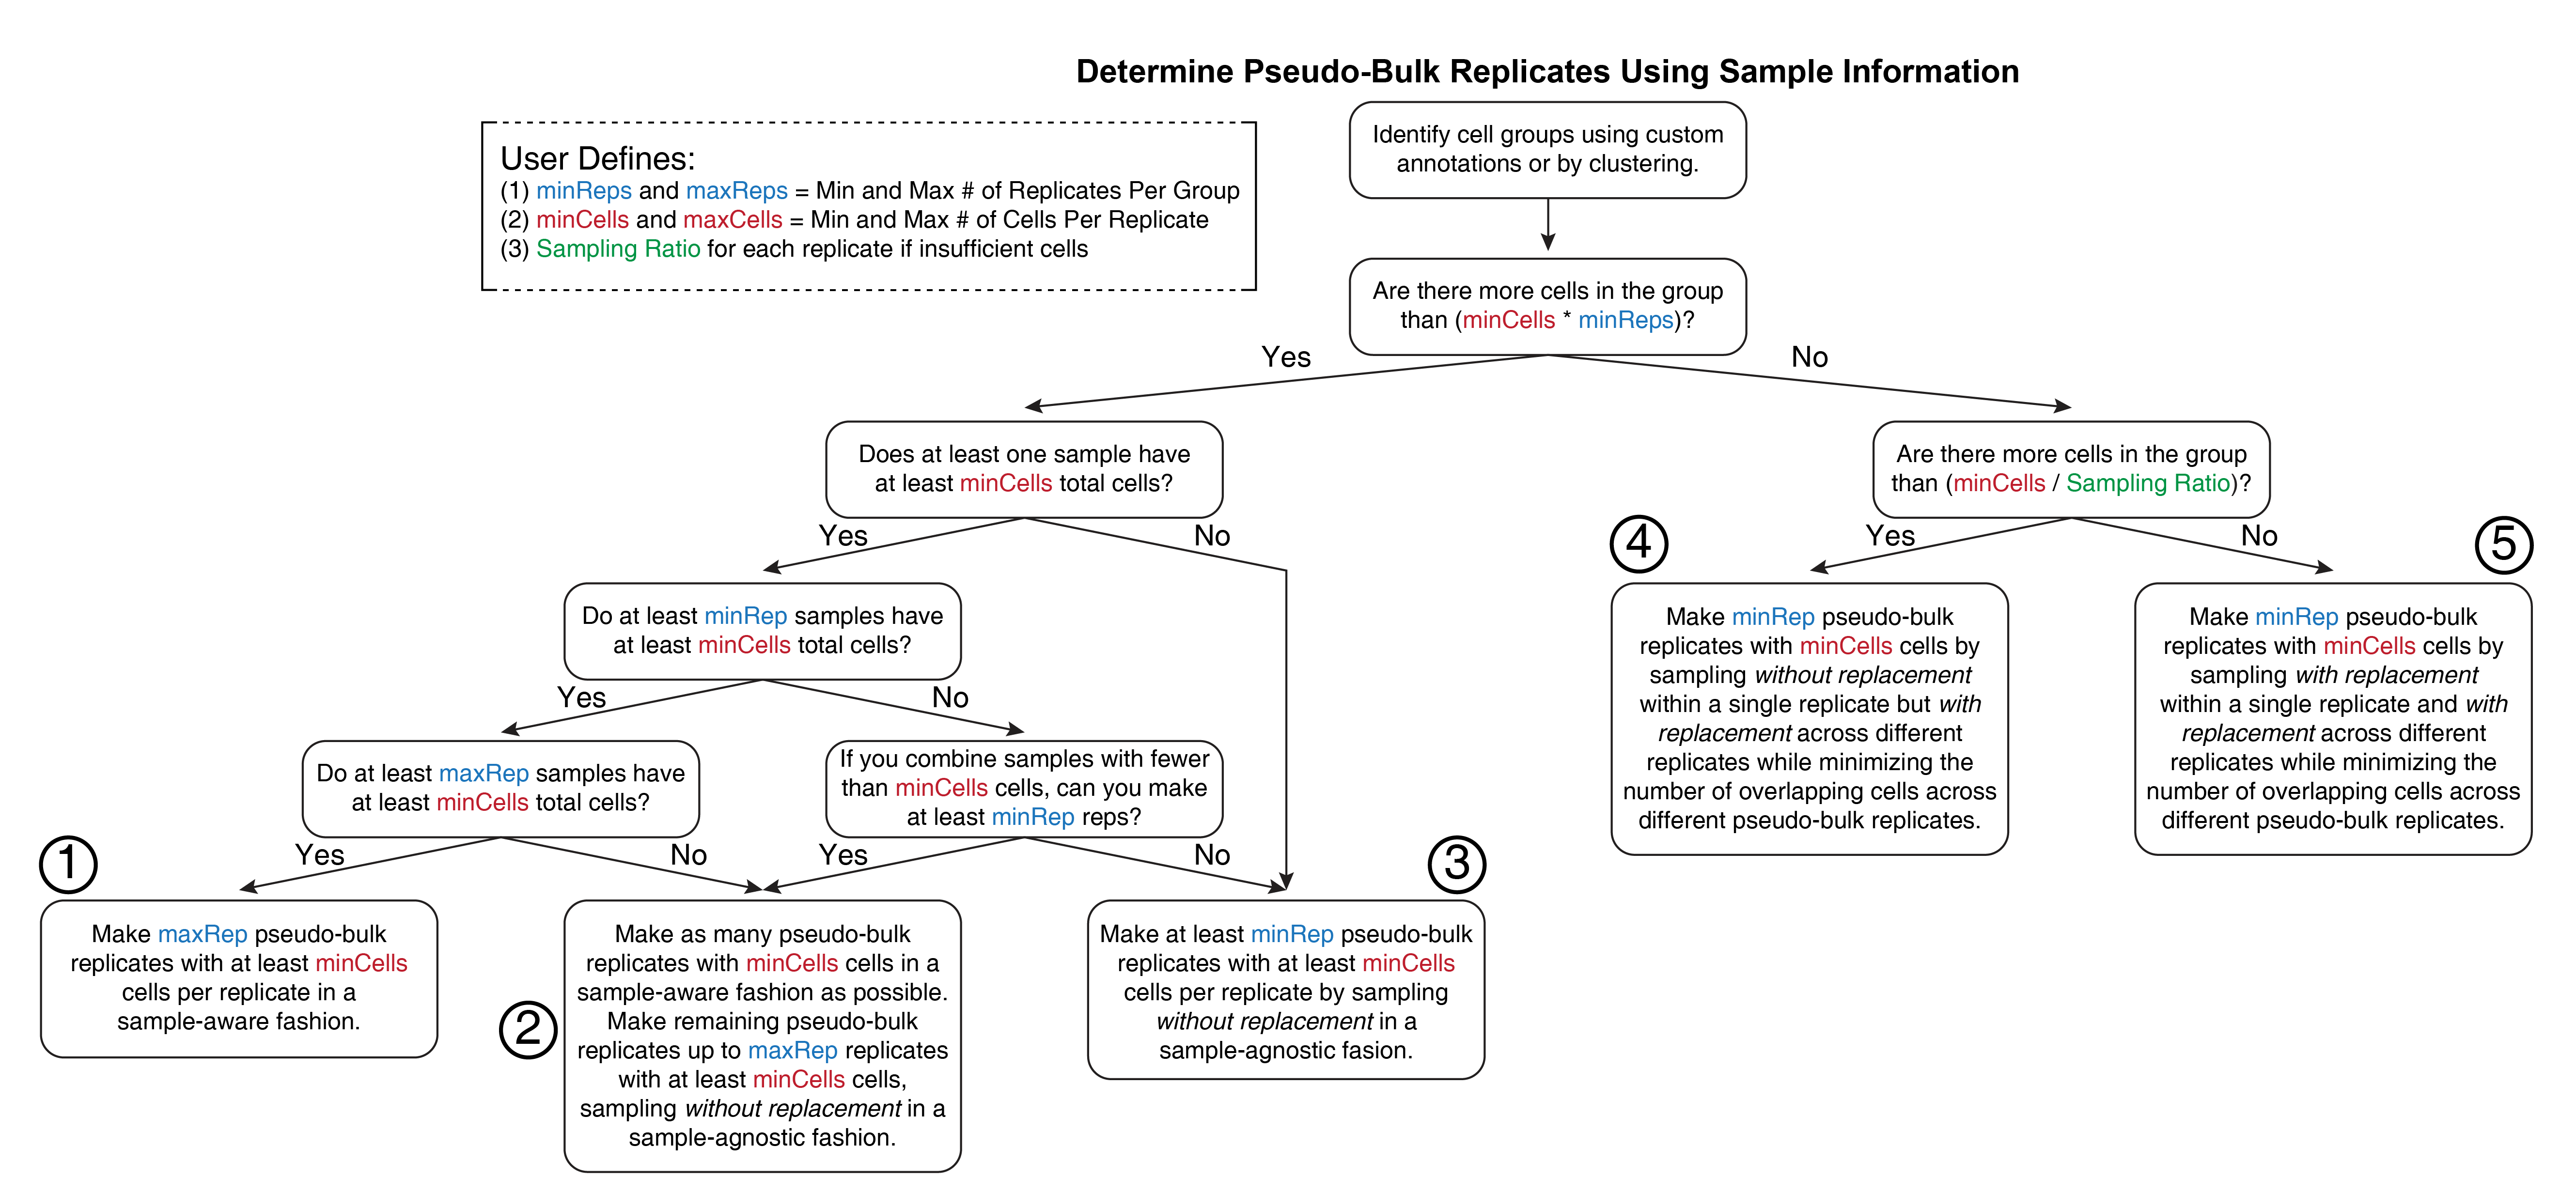 Determine Pseudo-Bulk Replicates Using Sample Information
User Defines:
(1) minReps and maxReps = Min and Max # of Replicates Per Group
(2) minCells and maxCells = Min and Max # of Cells Per Replicate
(3) Sampling Ratio for each replicate if insufficient cells
Identify cell groups using custom
annotations or by clustering.
Are there more cells in the group
than (minCells * minReps)?
Yes
No
Does at least one sample have
at least minCells total cells?
Yes
No
Are there more cells in the group
than (minCells / Sampling Ratio)?
Yes
No
Do at least minRep samples have
at least minCells total cells?
Yes
No
Do at least maxRep samples have
at least minCells total cells?
Yes
No
If you combine samples with fewer
than minCells cells, can you make
at least minRep reps?
Yes
No
1
Make maxRep pseudo-bulk
replicates with at least minCells
cells per replicate in a
sample-aware fashion.
2
Make as many pseudo-bulk
replicates with minCells cells in a
sample-aware fashion as possible.
Make remaining pseudo-bulk
replicates up to maxRep replicates
with at least minCells cells,
sampling without replacement in a
sample-agnostic fashion.
3
Make at least minRep pseudo-bulk
replicates with at least minCells
cells per replicate by sampling
without replacement in a
sample-agnostic fasion.
4
Make minRep pseudo-bulk
replicates with minCells cells by
sampling without replacement
within a single replicate but with
replacement across different
replicates while minimizing the
number of overlapping cells across
different pseudo-bulk replicates.
5
Make minRep pseudo-bulk
replicates with minCells cells by
sampling with replacement
within a single replicate and with
replacement across different
replicates while minimizing the
number of overlapping cells across
different pseudo-bulk replicates.